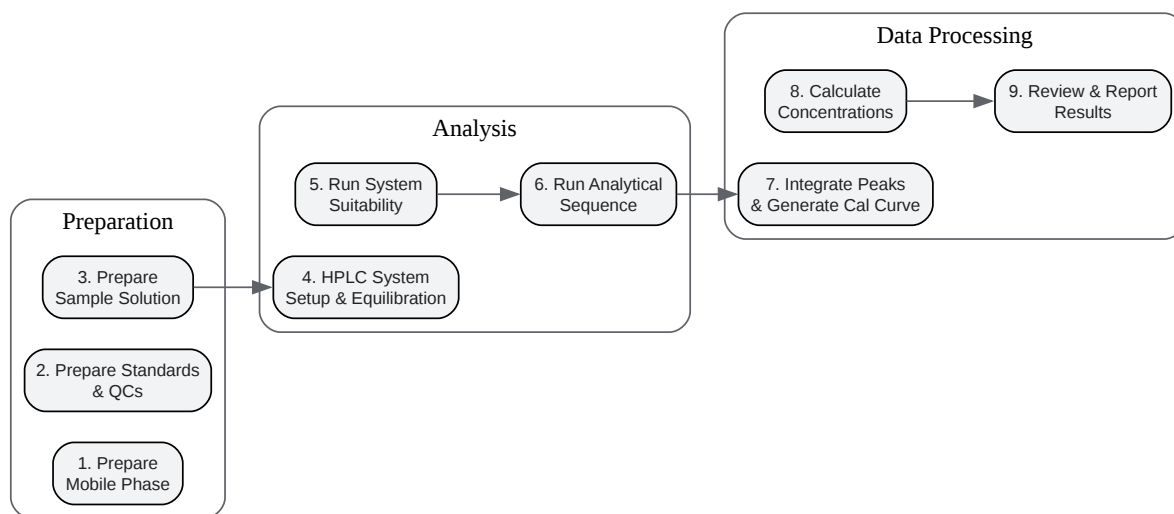 Preparation
3. Prepare
Sample Solution
2. Prepare Standards
& QCs
1. Prepare
Mobile Phase
Analysis
5. Run System
Suitability
6. Run Analytical
Sequence
4. HPLC System
Setup & Equilibration
Data Processing
8. Calculate
Concentrations
9. Review & Report
Results
7. Integrate Peaks
& Generate Cal Curve